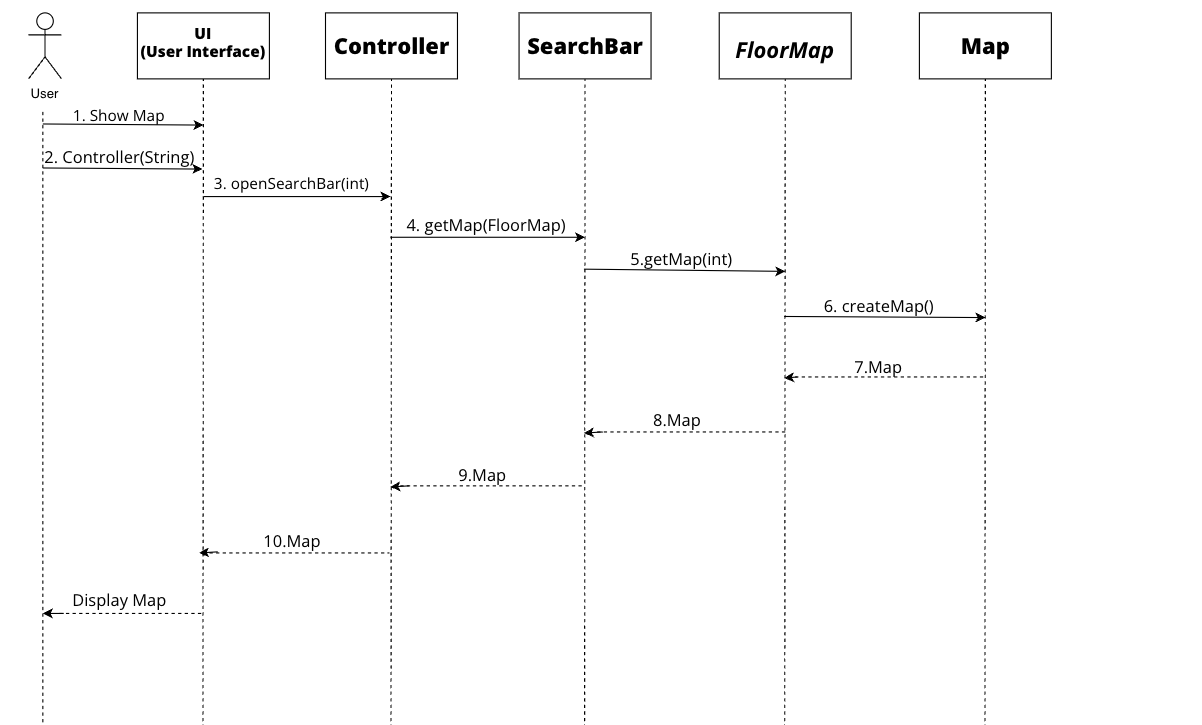 UI
(User Interface)
Controller
SearchBar
FloorMap
Map
User
1. Show Map
2. Controller(String)
3. openSearchBar(int)
4. getMap(FloorMap)
5.getMap(int)
6. createMap()
7.Map
8.Map
9.Map
10.Map
Display Map